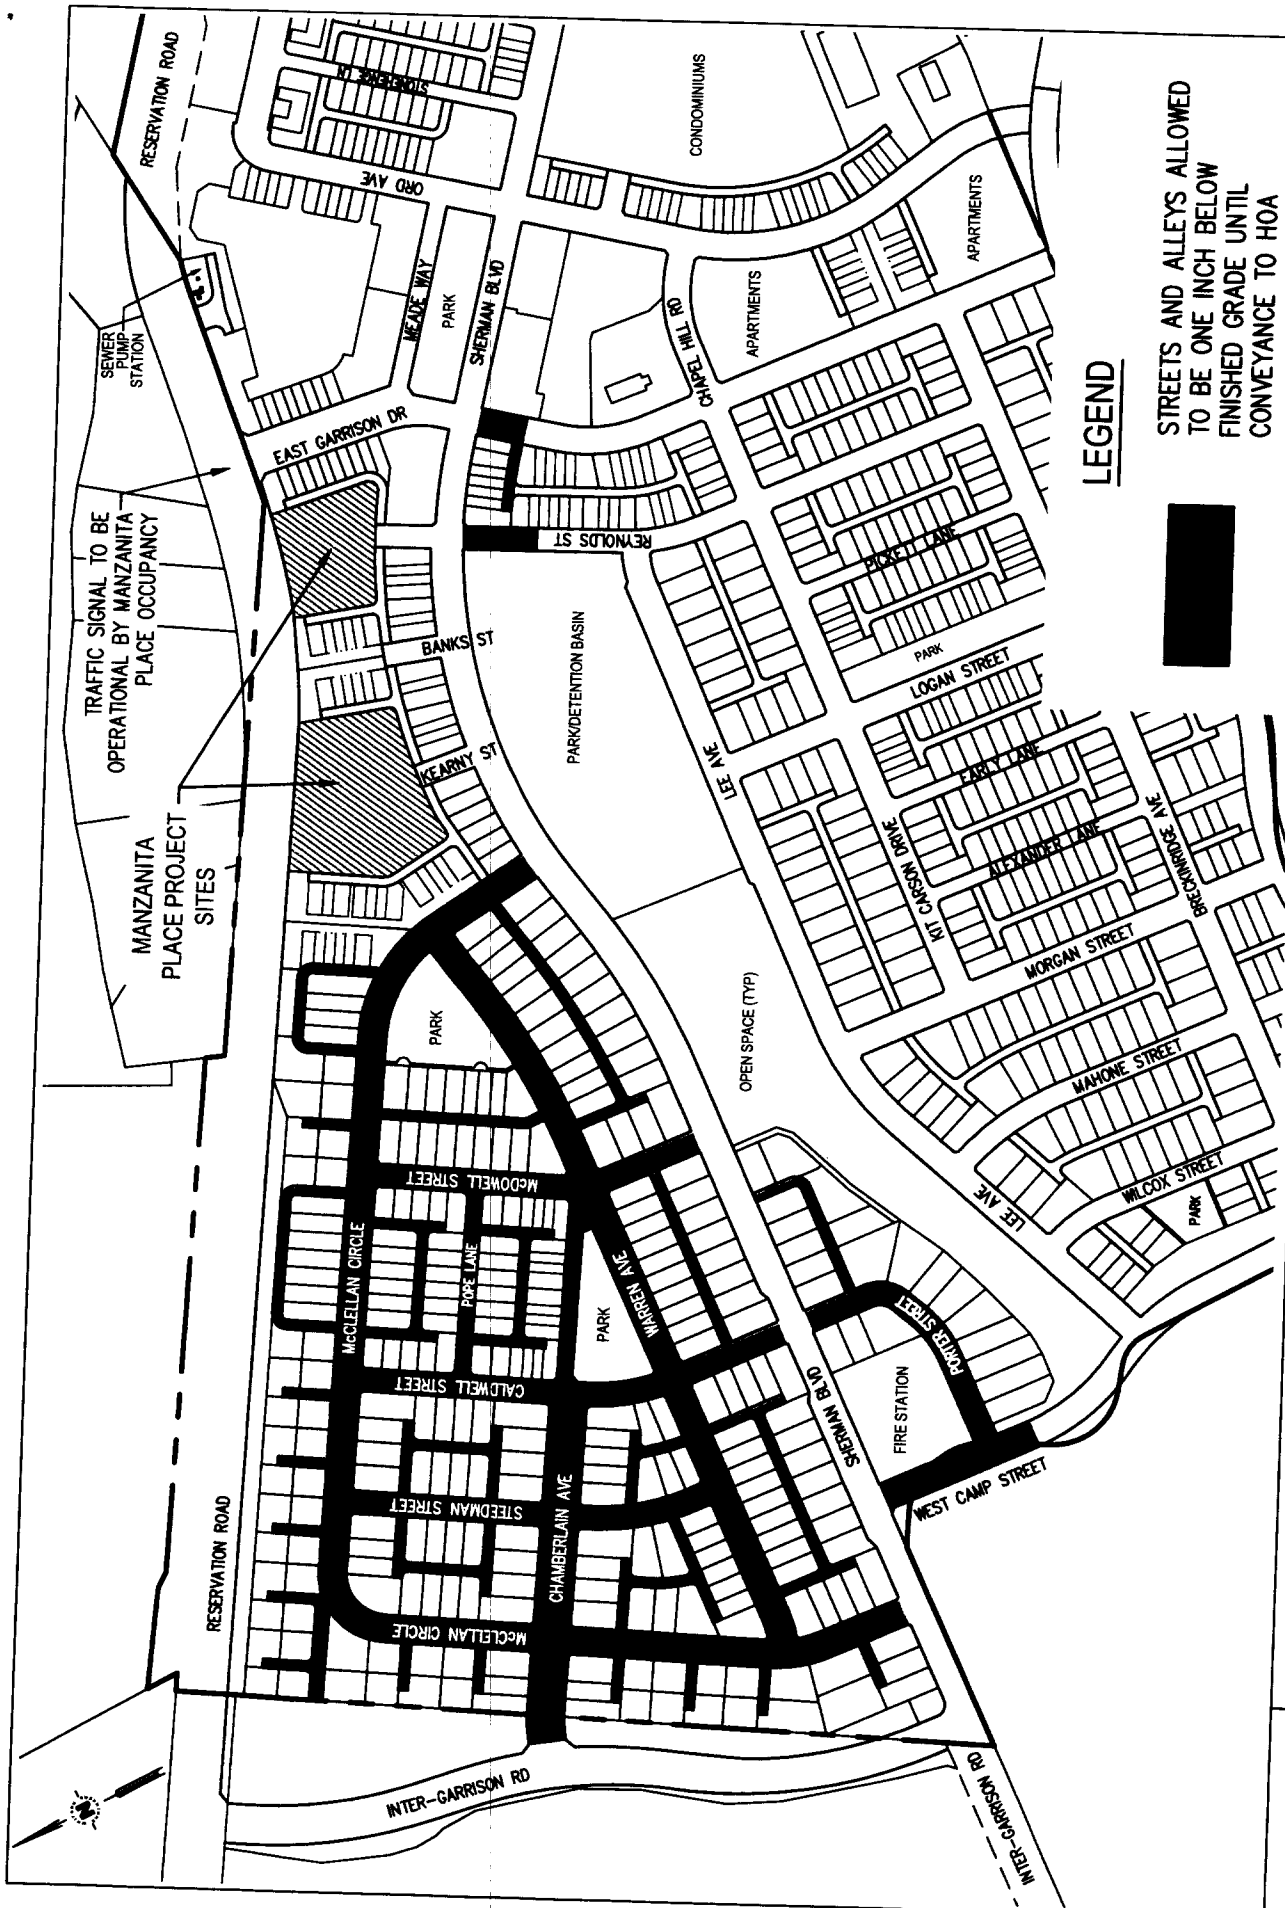 RESERVATION ROAD
STONEHENGE LN
ORD AVE
CONDOMINIUMS
SEWER
PUMP
STATION
MEADE WAY
PARK
SHERMAN BLVD
CHAPEL HILL RD
APARTMENTS
APARTMENTS
EAST GARRISON DR
TRAFFIC SIGNAL TO BE
OPERATIONAL BY MANZANITA
PLACE OCCUPANCY
REYNOLDS ST
BANKS ST
KEARNY ST
PARK/DETENTION BASIN
PICKETT LANE
PARK
LOGAN STREET
LEE AVE
EARLY LANE
KIT CARSON DRIVE
ALEXANDER LANE
BRECKINRIDGE AVE
MORGAN STREET
MANZANITA
PLACE PROJECT
SITES
PARK
OPEN SPACE (TYP)
MAHONE STREET
WILCOX STREET
LEE AVE
PARK
McDOWELL STREET
McCLELLAN CIRCLE
POPE LANE
WARREN AVE
PARK
CALDWELL STREET
PORTER STREET
SHERMAN BLVD
FIRE STATION
STEEDMAN STREET
CHAMBERLAIN AVE
WEST CAMP STREET
RESERVATION ROAD
McCLELLAN CIRCLE
INTER-GARRISON RD
INTER-GARRISON RD
N
LEGEND
STREETS AND ALLEYS ALLOWED
TO BE ONE INCH BELOW
FINISHED GRADE UNTIL
CONVEYANCE TO HOA